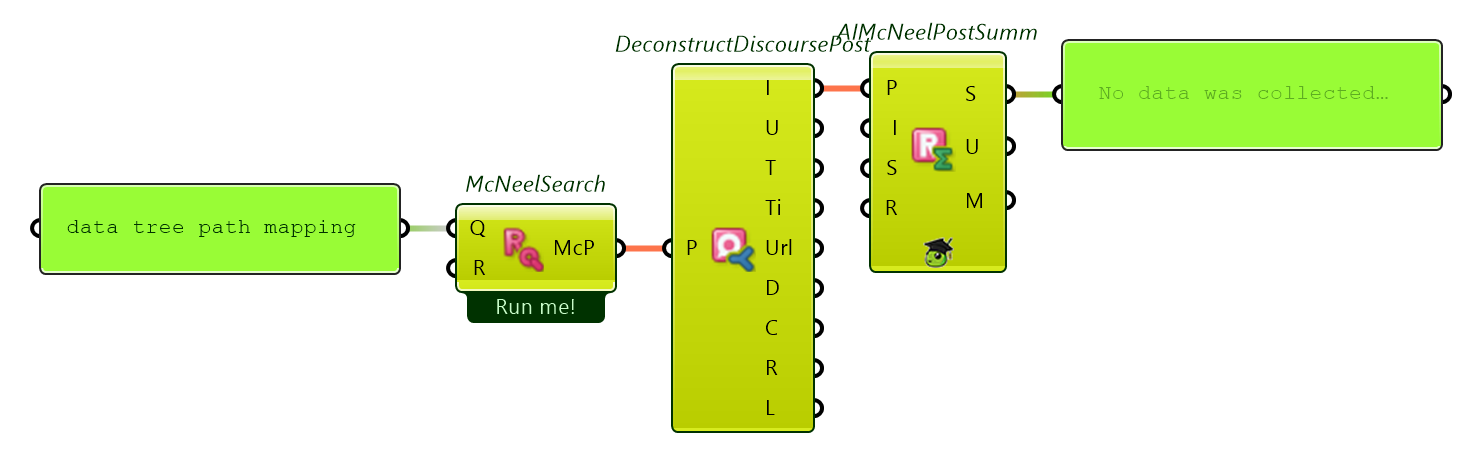 AIMcNeelPostSumm
DeconstructDiscoursePost
McNeelSearch
data tree path mapping
Q
R
McP
Run me!
P
I
U
T
Ti
Url
D
C
R
L
P
I
S
R
S
U
M
No data was collected…